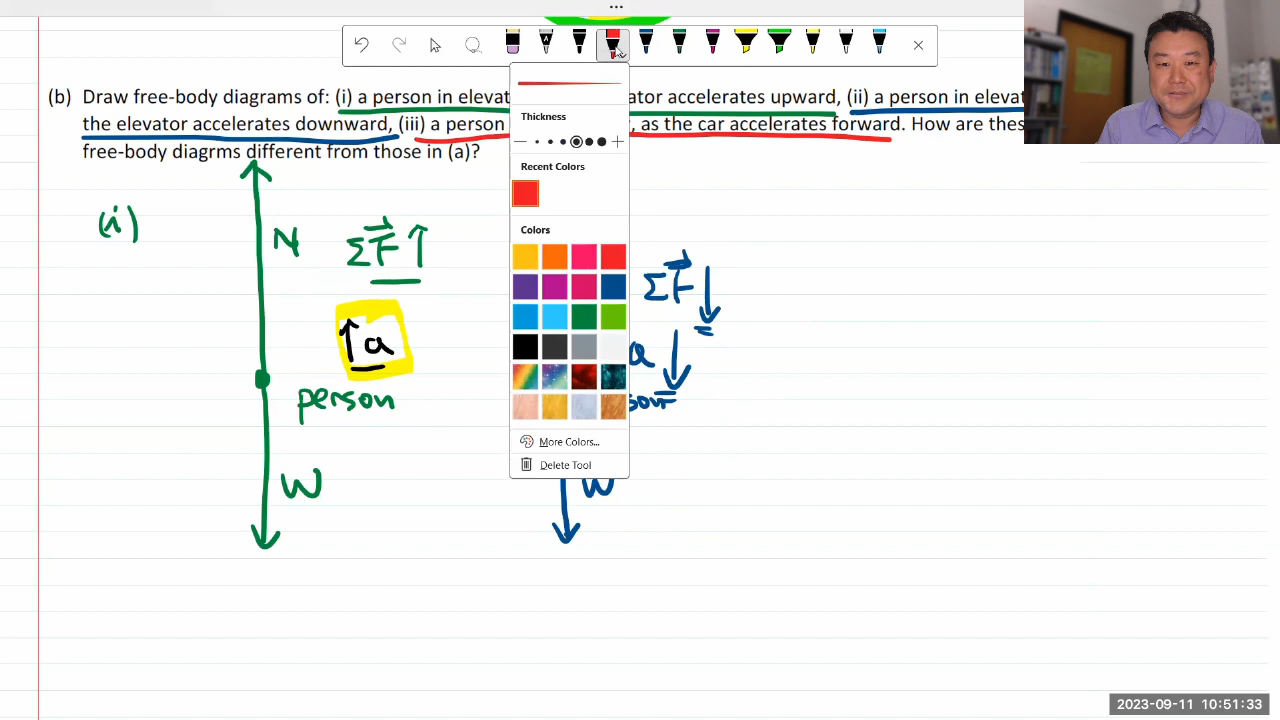 (b) Draw free-body diagrams of: (i) a person in elevat ator accelerates upward, (ii) a person in elevat
the elevator accelerates downward, (iii) a person , as the car accelerates forward. How are thes
free-body diagrms different from those in (a)?
Thickness
Recent Colors
Colors
More Colors...
Delete Tool
(i)
N
ΣF↑
↑a
person
W
ΣF↓
a↓
son
W
2023-09-11 10:51:33